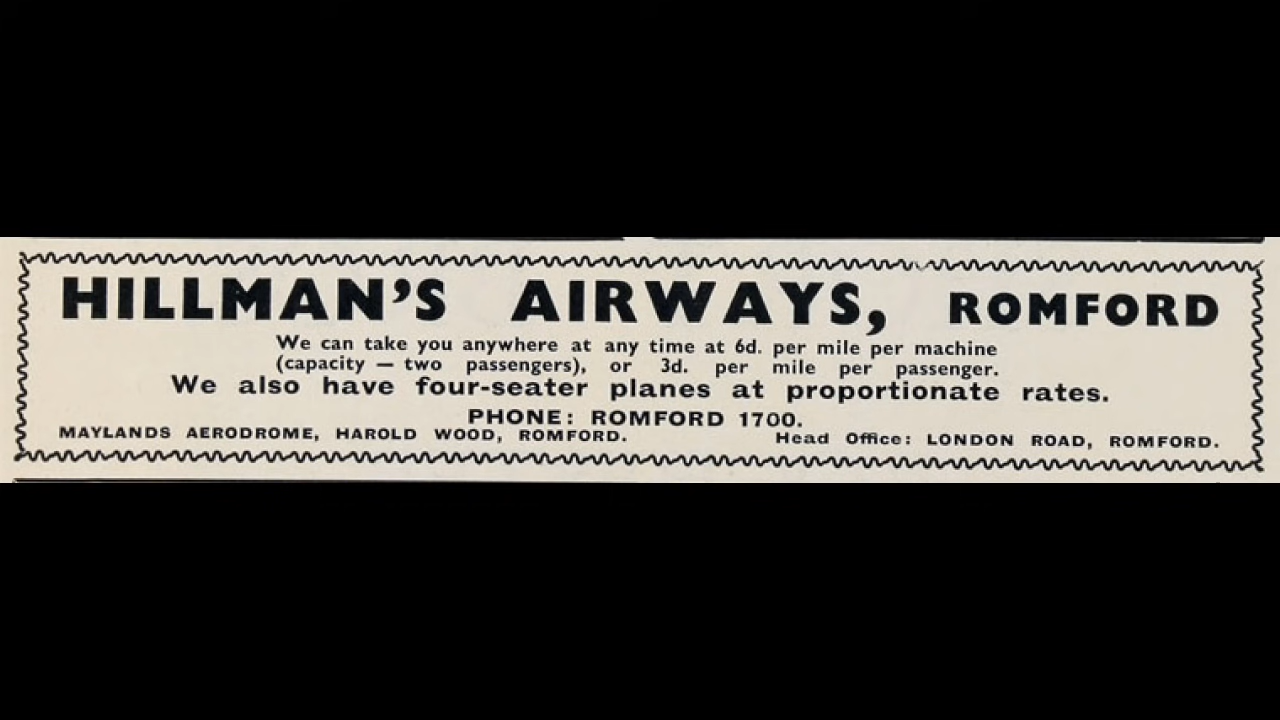 HILLMAN'S AIRWAYS, ROMFORD
We can take you anywhere at any time at 6d. per mile per machine
(capacity — two passengers), or 3d. per mile per passenger.
We also have four-seater planes at proportionate rates.
PHONE: ROMFORD 1700.
MAYLANDS AERODROME, HAROLD WOOD, ROMFORD. Head Office: LONDON ROAD, ROMFORD.